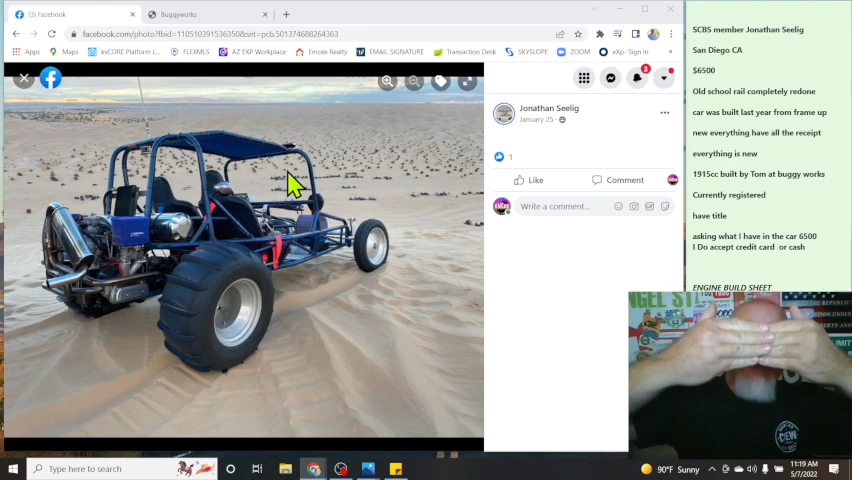 (3) Facebook
Buggyworks
facebook.com/photo?fbid=1105103915363508&set=pcb.501374688264363
Apps
kvCORE Platform I...
FLEXMLS
AZ EXP Workplace
Emcee Realty
EMAIL SIGNATURE
Transaction Desk
SKYSLOPE
ZOOM
eXp- Sign In
3
Jonathan Seelig
January 25
1
Like
Comment
Write a comment...
SCBS member Jonathan Seelig
San Diego CA
$6500
Old school rail completely redone
car was built last year from frame up
new everything have all the receipt
everything is new
1915cc built by Tom at buggy works
Currently registered
have title
asking what I have in the car 6500
I Do accept credit card or cash
ENGINE BUILD SHEET
DEW
Type here to search
90°F Sunny
11:19 AM
5/7/2022